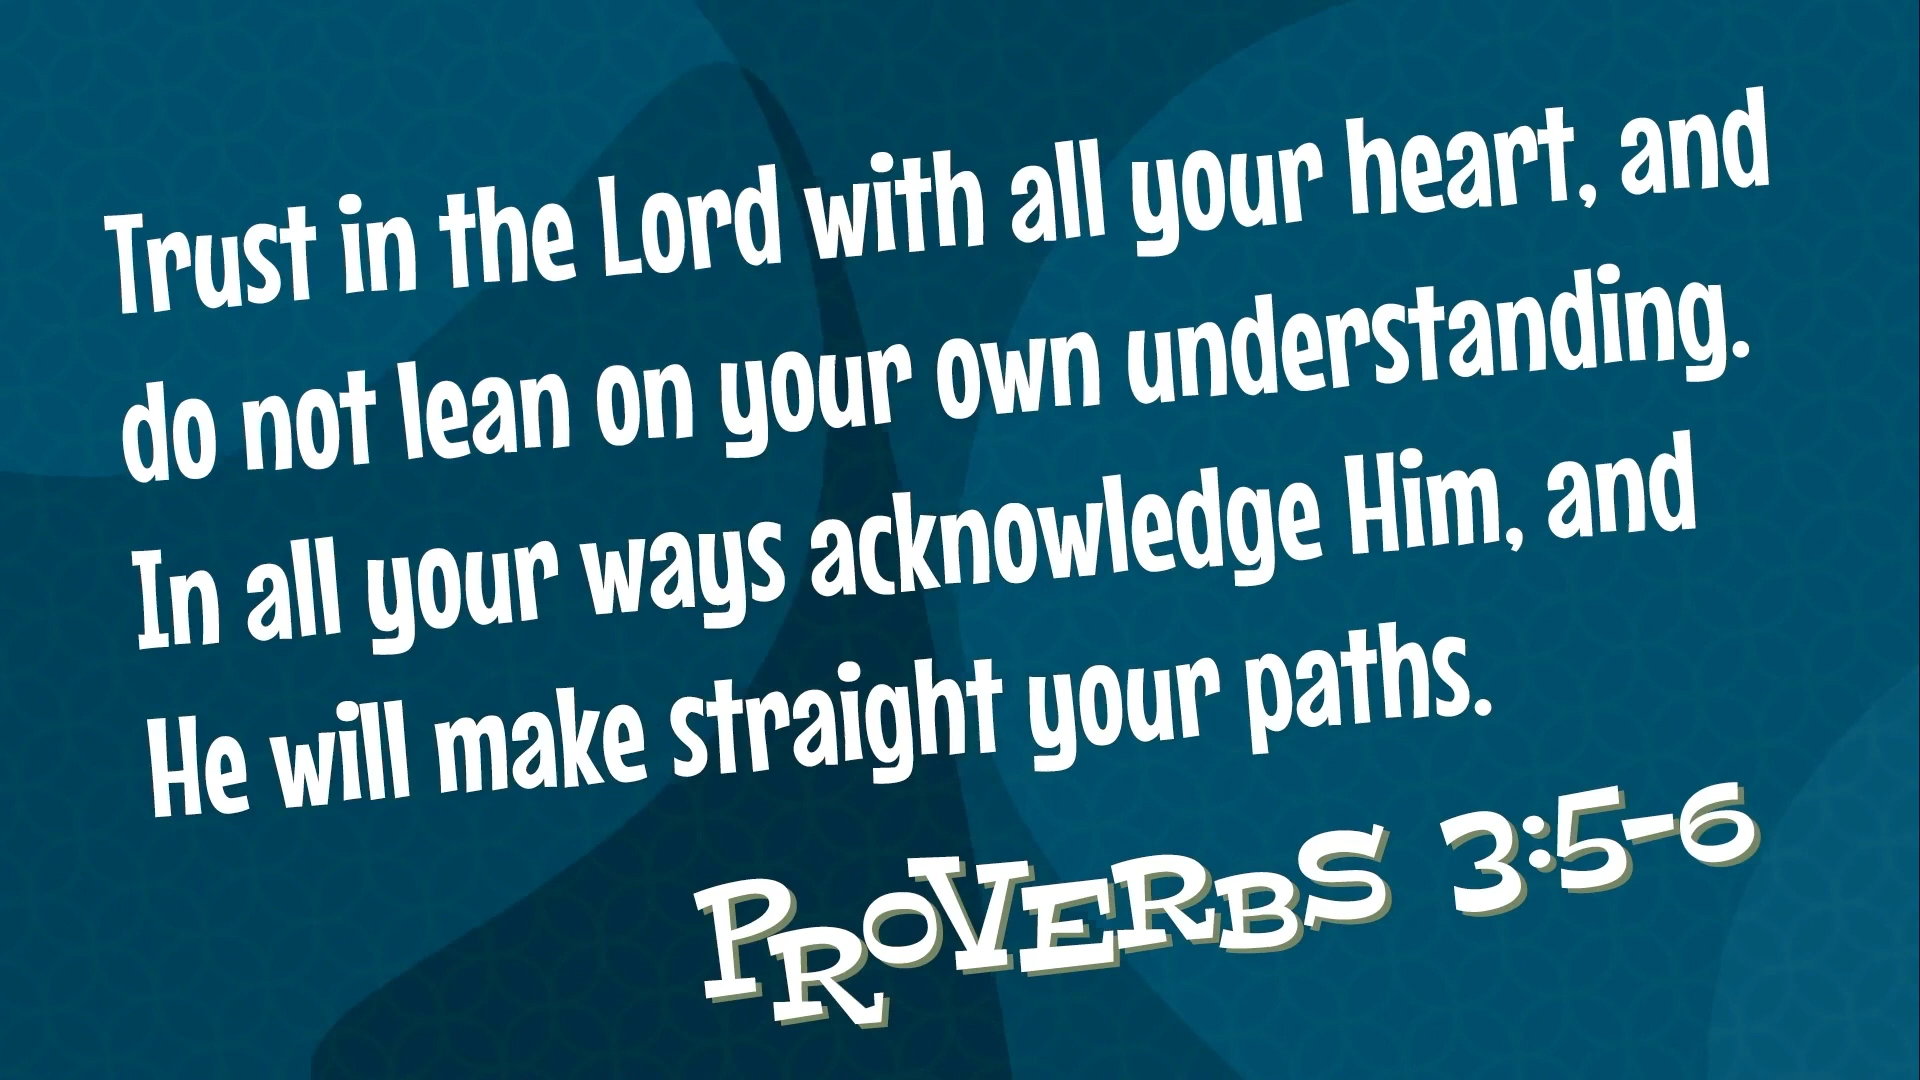 Trust in the Lord with all your heart, and
do not lean on your own understanding.
In all your ways acknowledge Him, and
He will make straight your paths.
PROVERBS 3:5-6